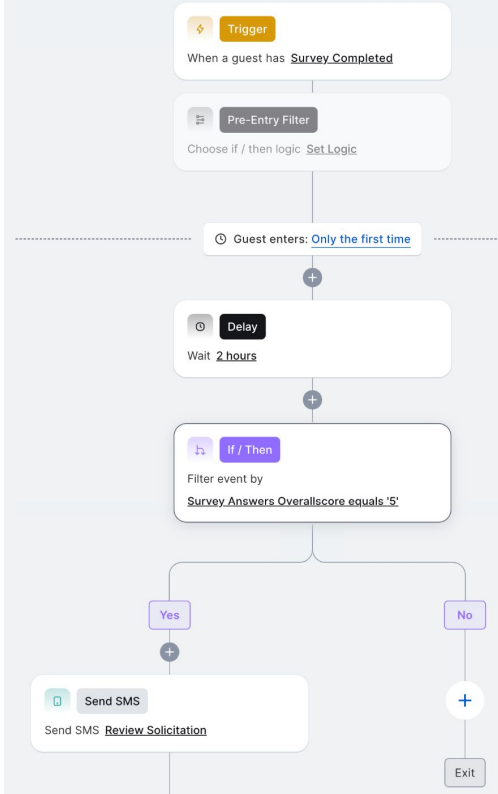 Trigger
When a guest has Survey Completed
Pre-Entry Filter
Choose if / then logic Set Logic
Guest enters: Only the first time
Delay
Wait 2 hours
If / Then
Filter event by
Survey Answers Overallscore equals '5'
Yes
No
Send SMS
Send SMS Review Solicitation
Exit